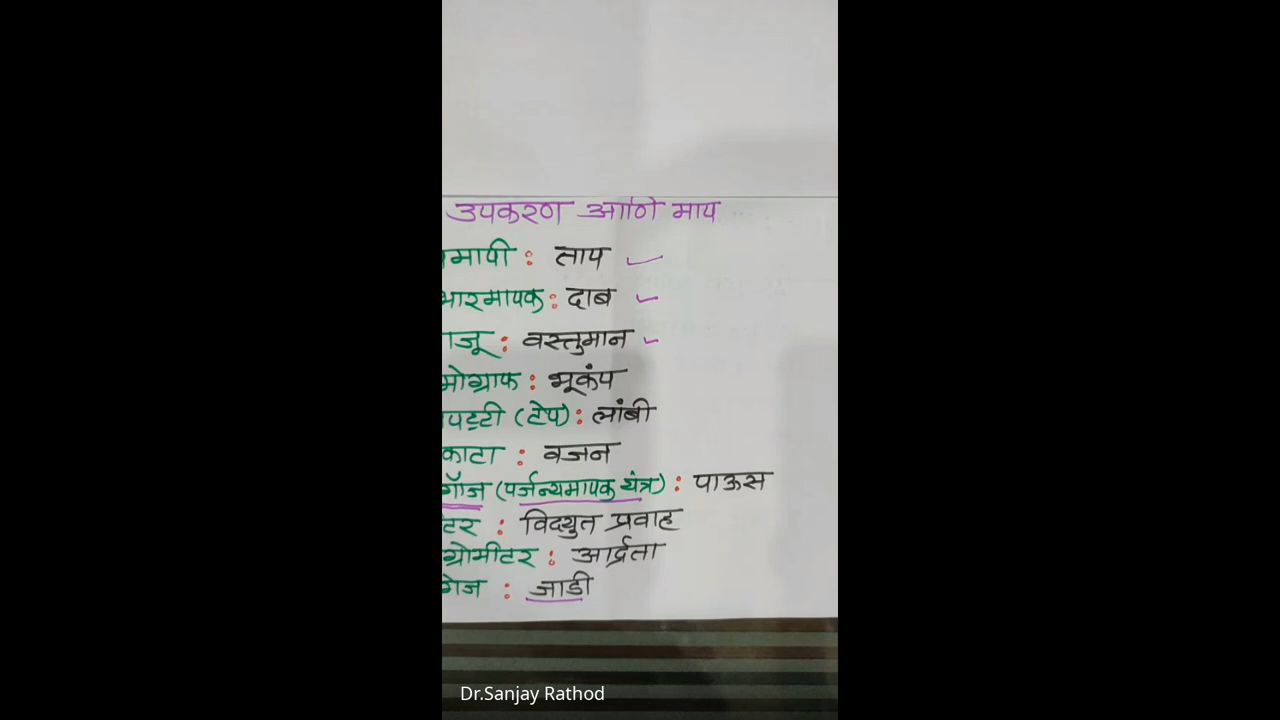 उपकरण आणि माप
मापी : ताप
भारमापक : दाब
ाजू : वस्तुमान
मोग्राफ : भूकंप
पट्टी (टेप) : लांबी
काटा : वजन
गॉज (पर्जन्यमापक यंत्र) : पाऊस
टर : विद्युत प्रवाह
ग्रोमीटर : आर्द्रता
गेज : जाडी
Dr.Sanjay Rathod